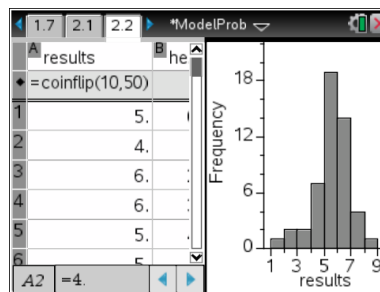 1.7 2.1 2.2 *ModelProb
A results B he
=coinflip(10,50)
1 5.
2 4.
3 6.
4 6.
5 5.
6 5.
A2 =4.
Frequency
18
12
6
0
1 3 5 7 9
results